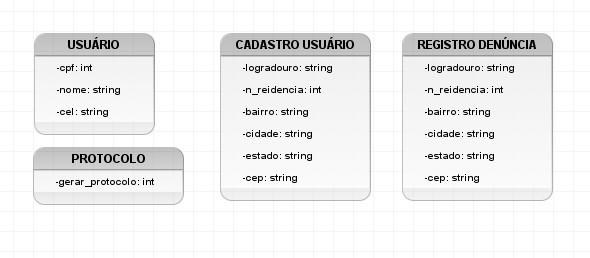 USUÁRIO
-cpf: int
-nome: string
-cel: string
PROTOCOLO
-gerar_protocolo: int
CADASTRO USUÁRIO
-logradouro: string
-n_reidencia: int
-bairro: string
-cidade: string
-estado: string
-cep: string
REGISTRO DENÚNCIA
-logradouro: string
-n_reidencia: int
-bairro: string
-cidade: string
-estado: string
-cep: string